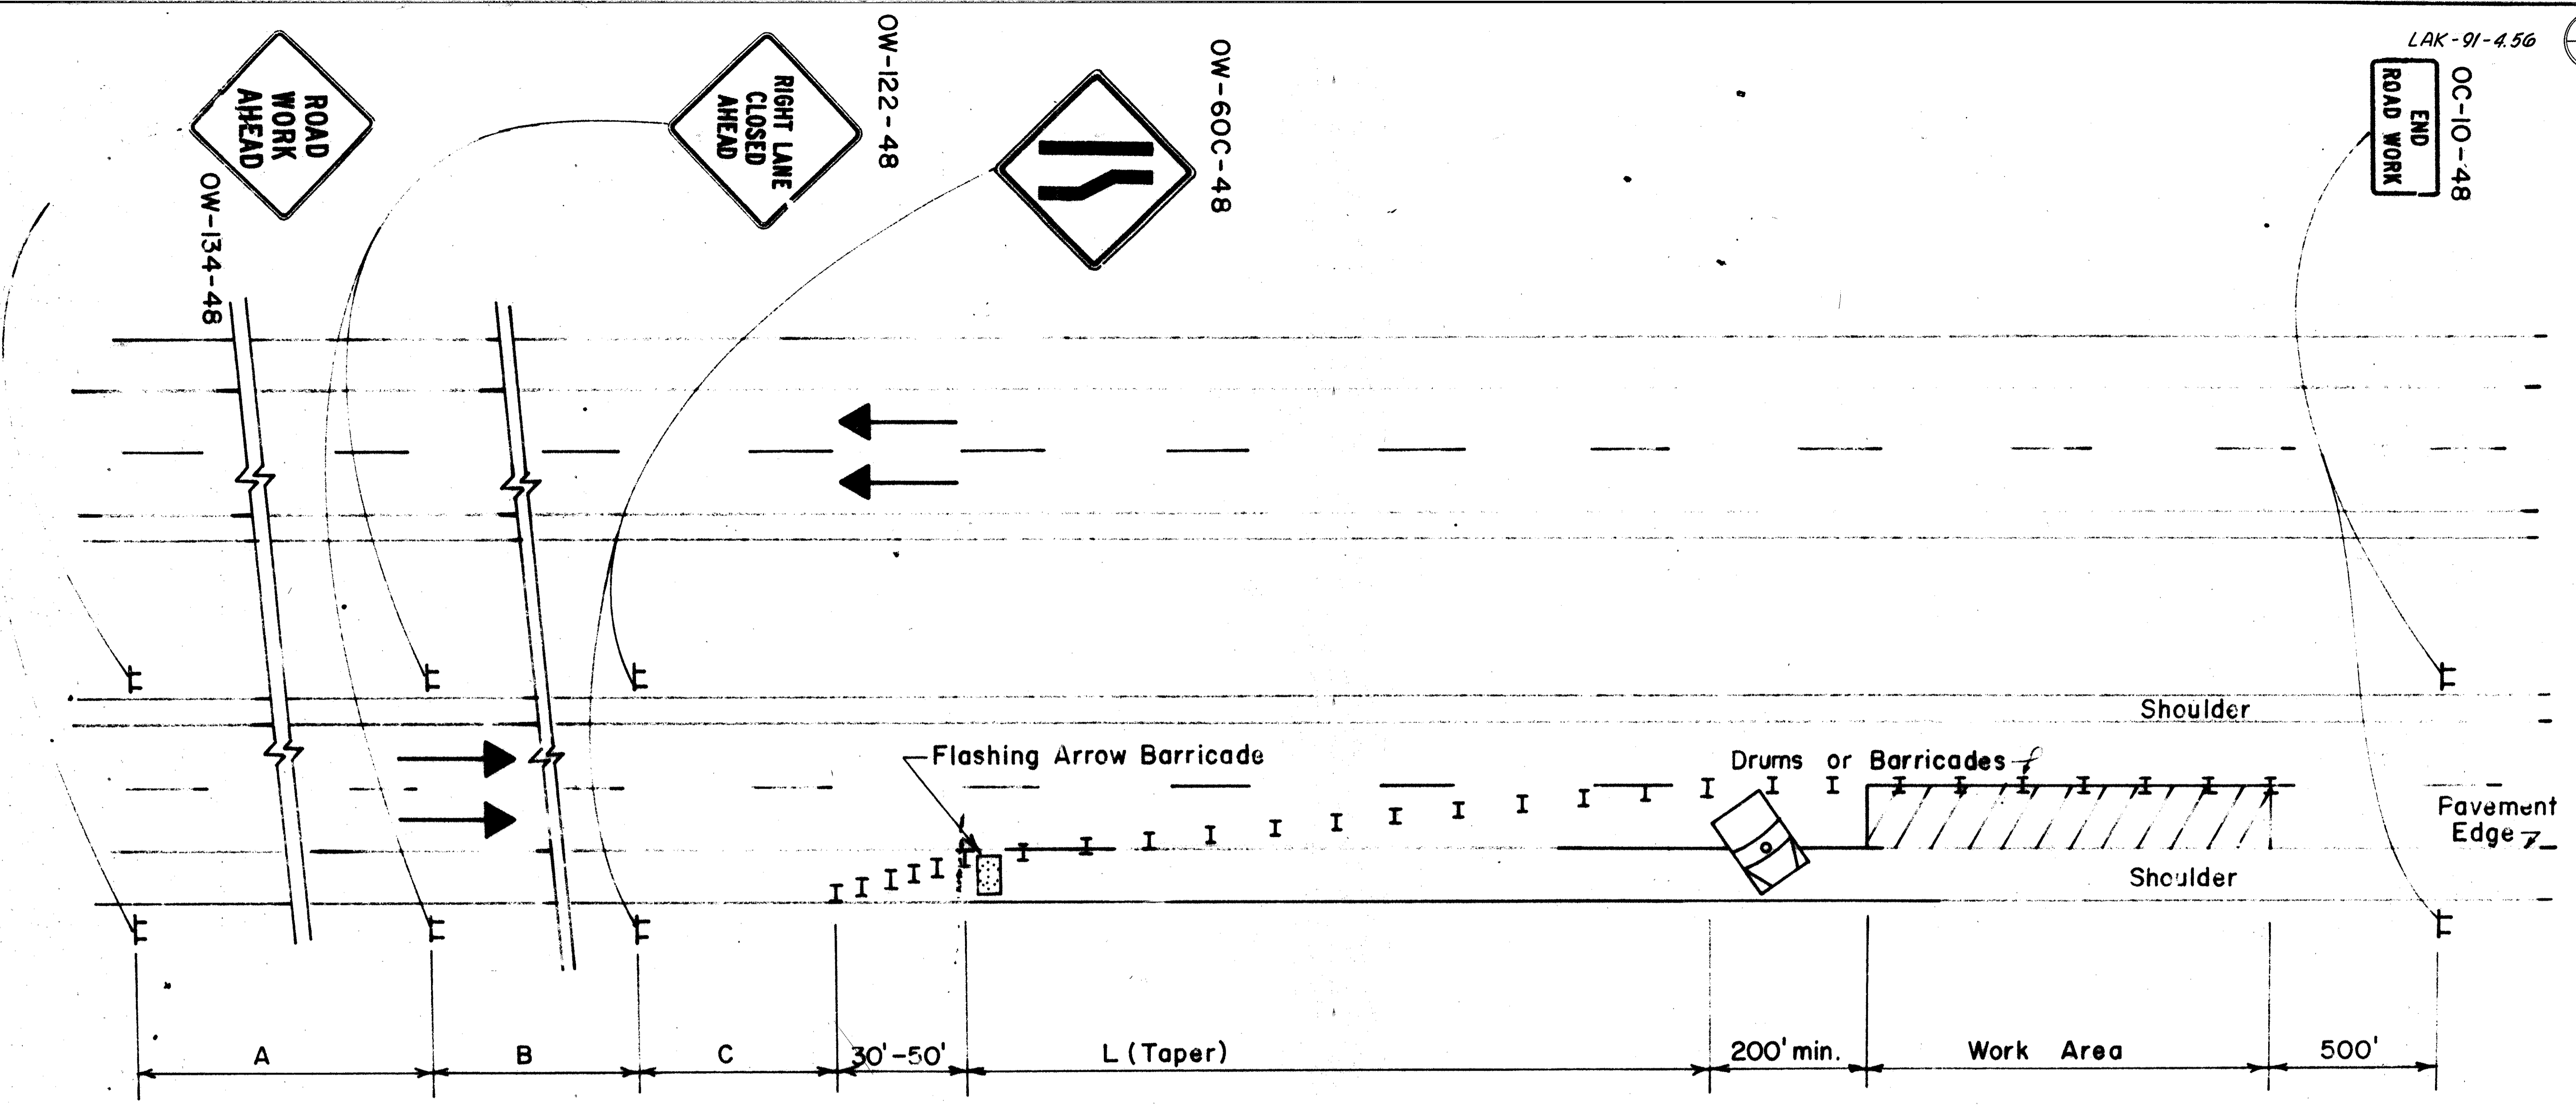 LAK-91-4.56
ROAD
WORK
AHEAD
OW-134-48
RIGHT LANE
CLOSED
AHEAD
OW-122-48
OW-60C-48
END
ROAD WORK
OC-10-48
Shoulder
Flashing Arrow Barricade
Drums or Barricades
Pavement
Edge
Shoulder
A
B
C
30'-50'
L (Taper)
200' min.
Work Area
500'